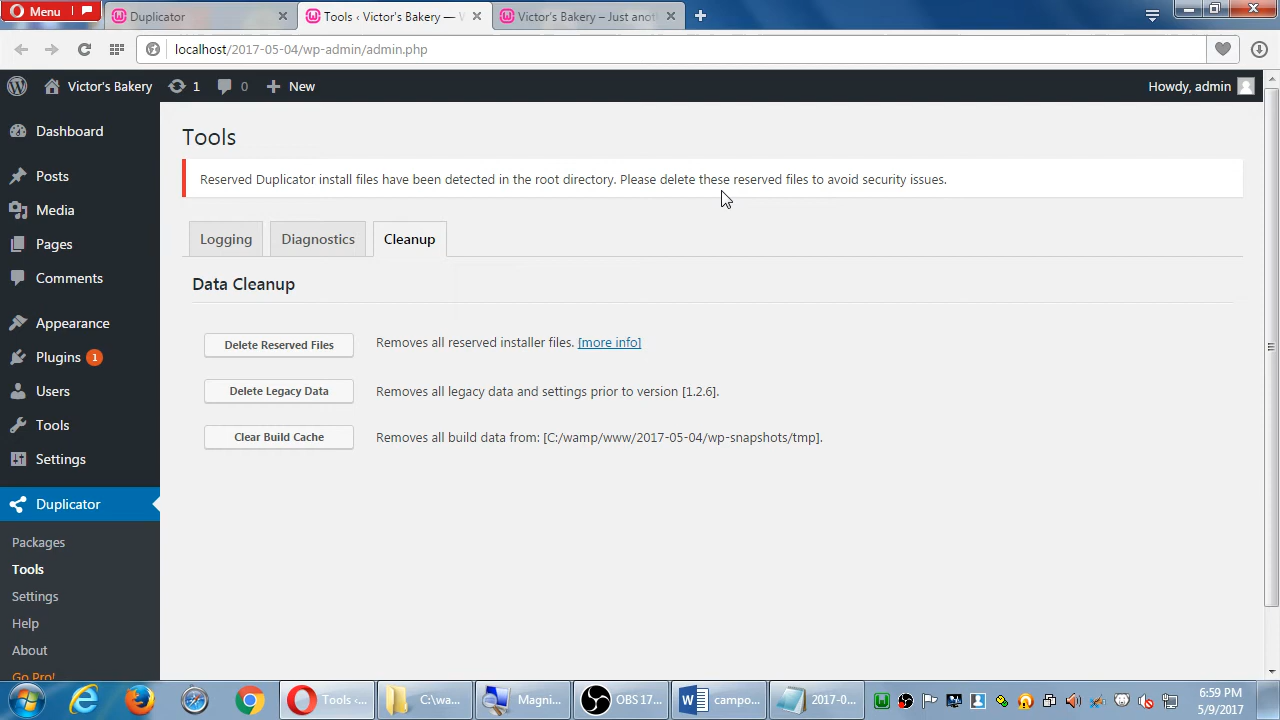 Menu
Duplicator
Tools ‹ Victor's Bakery — W
Victor's Bakery – Just anot
localhost/2017-05-04/wp-admin/admin.php
Victor's Bakery
1
0
New
Howdy, admin
Dashboard
Posts
Media
Pages
Comments
Appearance
Plugins 1
Users
Tools
Settings
Duplicator
Packages
Tools
Settings
Help
About
Go Pro!
Tools
Reserved Duplicator install files have been detected in the root directory. Please delete these reserved files to avoid security issues.
Logging
Diagnostics
Cleanup
Data Cleanup
Delete Reserved Files
Removes all reserved installer files. [more info]
Delete Legacy Data
Removes all legacy data and settings prior to version [1.2.6].
Clear Build Cache
Removes all build data from: [C:/wamp/www/2017-05-04/wp-snapshots/tmp].
Tools ‹...
C:\wa...
Magni...
OBS 17...
campo...
2017-0...
6:59 PM
5/9/2017